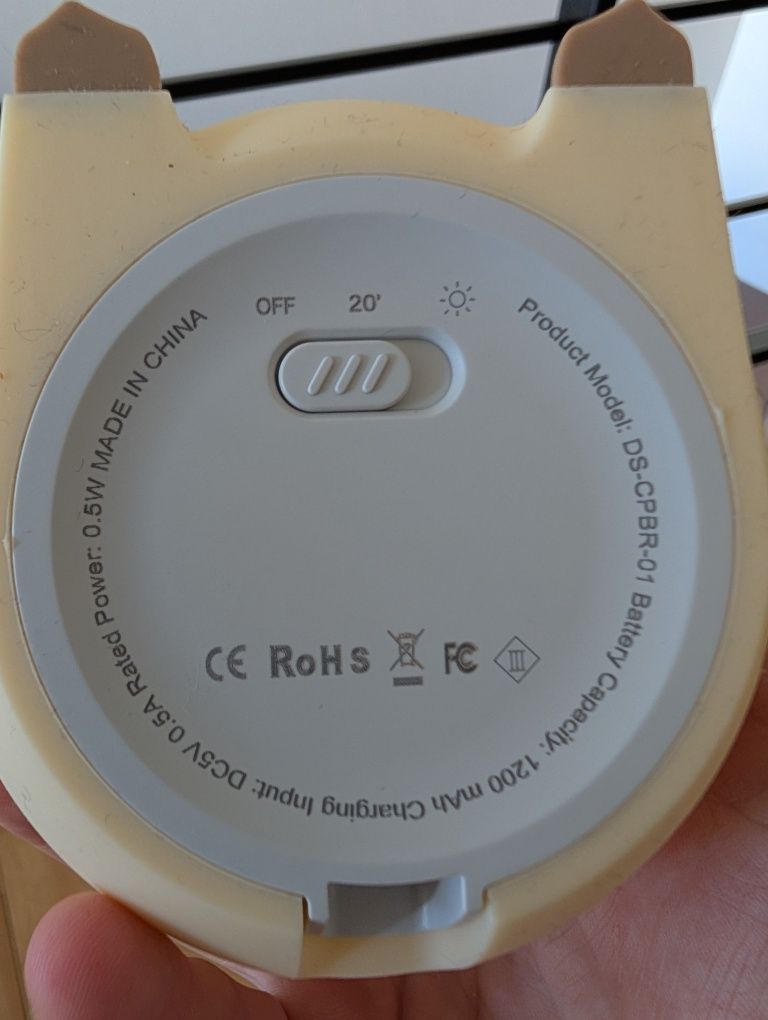 OFF 20'
Product Model: DS-CPBR-01 Battery Capacity: 1200 mAh Charging Input: DC5V 0.5A Rated Power: 0.5W MADE IN CHINA
CE RoHS FC III